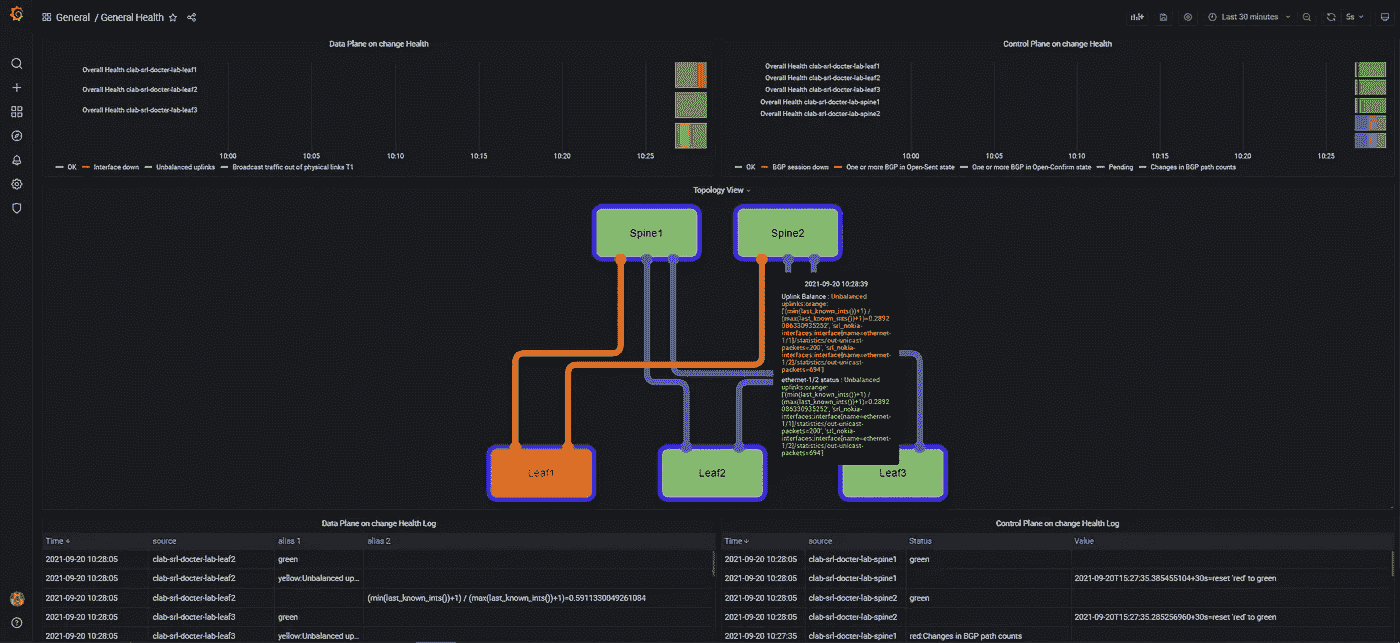 General / General Health
Last 30 minutes
5s
Data Plane on change Health
Overall Health clab-srl-docter-lab-leaf1
Overall Health clab-srl-docter-lab-leaf2
Overall Health clab-srl-docter-lab-leaf3
10:00 10:05 10:10 10:15 10:20 10:25
OK Interface down Unbalanced uplinks Broadcast traffic out of physical links T1
Control Plane on change Health
Overall Health clab-srl-docter-lab-leaf1
Overall Health clab-srl-docter-lab-leaf2
Overall Health clab-srl-docter-lab-leaf3
Overall Health clab-srl-docter-lab-spine1
Overall Health clab-srl-docter-lab-spine2
10:00 10:05 10:10 10:15 10:20 10:25
OK BGP session down One or more BGP in Open-Sent state One or more BGP in Open-Confirm state Pending Changes in BGP path counts
Topology View
Spine1 Spine2
2021-09-20 10:28:39
Uplink Balance : Unbalanced
uplinks:orange:
['(min(last_known_ints())+1) /
(max(last_known_ints())+1)=0.2892
086330935252', 'srl_nokia-
interfaces:interface[name=ethernet-
1/1]/statistics/out-unicast-
packets=200', 'srl_nokia-
interfaces:interface[name=ethernet-
1/2]/statistics/out-unicast-
packets=694']
ethernet-1/2 status : Unbalanced
uplinks:orange:
['(min(last_known_ints())+1) /
(max(last_known_ints())+1)=0.2892
086330935252', 'srl_nokia-
interfaces:interface[name=ethernet-
1/1]/statistics/out-unicast-
packets=200', 'srl_nokia-
interfaces:interface[name=ethernet-
1/2]/statistics/out-unicast-
packets=694']
Leaf1 Leaf2 Leaf3
Data Plane on change Health Log
Time source alias 1 alias 2
2021-09-20 10:28:05 clab-srl-docter-lab-leaf2 green
2021-09-20 10:28:05 clab-srl-docter-lab-leaf2 yellow:Unbalanced up...
2021-09-20 10:28:05 clab-srl-docter-lab-leaf2 (min(last_known_ints())+1) / (max(last_known_ints())+1)=0.5911330049261084
2021-09-20 10:28:05 clab-srl-docter-lab-leaf3 green
2021-09-20 10:28:05 clab-srl-docter-lab-leaf3 yellow:Unbalanced up...
Control Plane on change Health Log
Time source Status Value
2021-09-20 10:28:05 clab-srl-docter-lab-spine1 green
2021-09-20 10:28:05 clab-srl-docter-lab-spine1 2021-09-20T15:27:35.385455104+30s=reset 'red' to green
2021-09-20 10:28:05 clab-srl-docter-lab-spine2 green
2021-09-20 10:28:05 clab-srl-docter-lab-spine2 2021-09-20T15:27:35.285256960+30s=reset 'red' to green
2021-09-20 10:27:35 clab-srl-docter-lab-spine1 red:Changes in BGP path counts